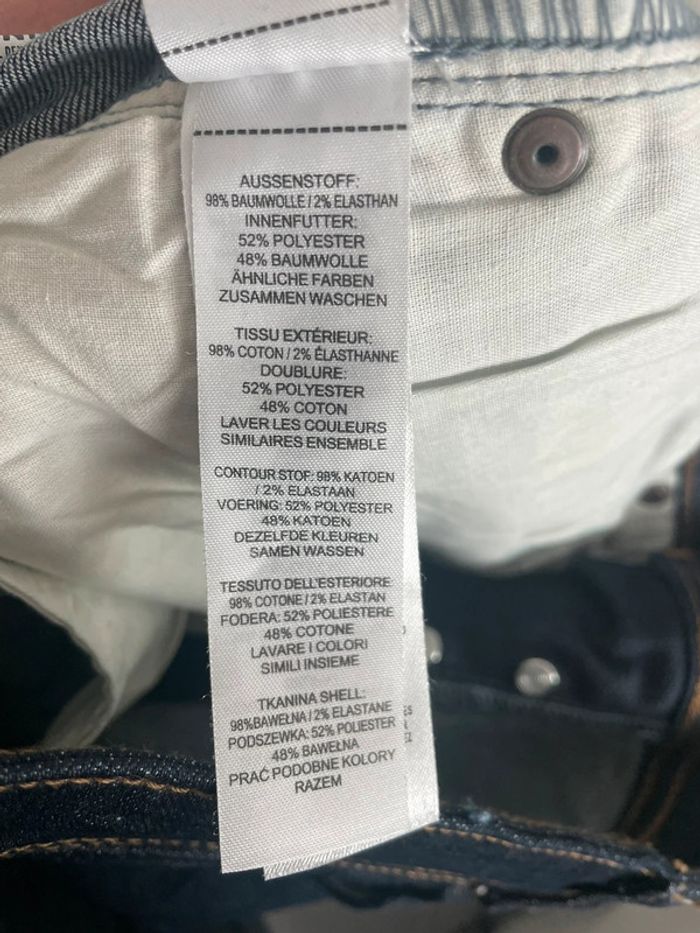 AUSSENSTOFF:
98% BAUMWOLLE / 2% ELASTHAN
INNENFUTTER:
52% POLYESTER
48% BAUMWOLLE
ÄHNLICHE FARBEN
ZUSAMMEN WASCHEN
TISSU EXTÉRIEUR:
98% COTON / 2% ÉLASTHANNE
DOUBLURE:
52% POLYESTER
48% COTON
LAVER LES COULEURS
SIMILAIRES ENSEMBLE
CONTOUR STOF: 98% KATOEN
/ 2% ELASTAAN
VOERING: 52% POLYESTER
48% KATOEN
DEZELFDE KLEUREN
SAMEN WASSEN
TESSUTO DELL'ESTERIORE:
98% COTONE / 2% ELASTAN
FODERA: 52% POLIESTERE
48% COTONE
LAVARE I COLORI
SIMILI INSIEME
TKANINA SHELL:
98%BAWEŁNA / 2% ELASTANE
PODSZEWKA: 52% POLIESTER
48% BAWEŁNA
PRAĆ PODOBNE KOLORY
RAZEM